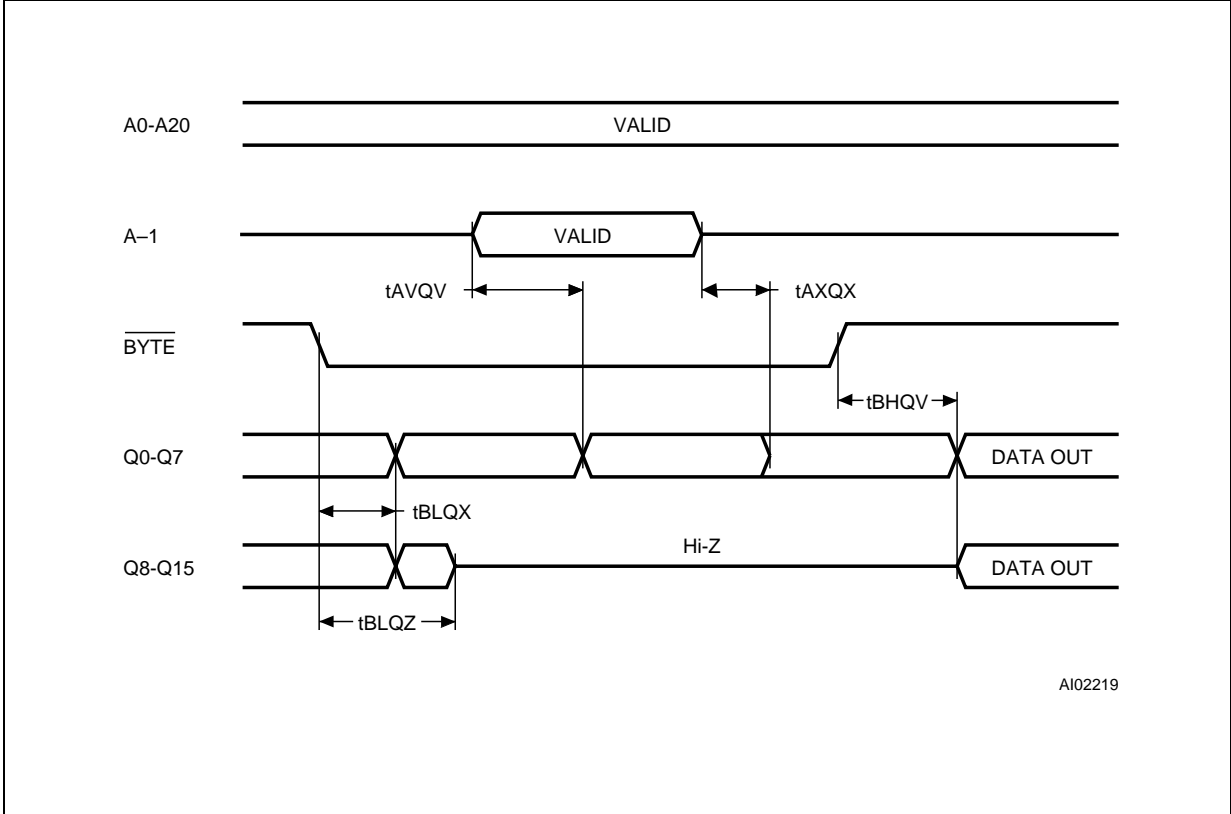 A0-A20 VALID
A–1 VALID
tAVQV tAXQX
BYTE
tBHQV
Q0-Q7 DATA OUT
tBLQX
Hi-Z
Q8-Q15 DATA OUT
tBLQZ
AI02219